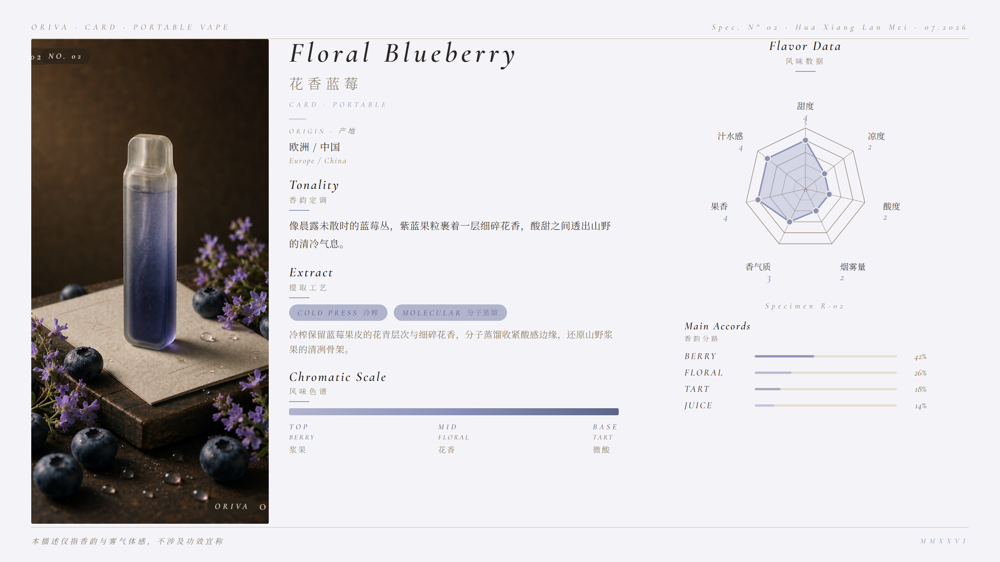 ORIVA · CARD · PORTABLE VAPE
Spec. Nº 02 · Hua Xiang Lan Mei · 07.2026
02 NO. 02
ORIVA O
Floral Blueberry
花香蓝莓
CARD · PORTABLE
ORIGIN · 产地
欧洲 / 中国
Europe / China
Tonality
香韵定调
像晨露未散时的蓝莓丛，紫蓝果粒裹着一层细碎花香，酸甜之间透出山野
的清冷气息。
Extract
提取工艺
COLD PRESS 冷榨 MOLECULAR 分子蒸馏
冷榨保留蓝莓果皮的花青层次与细碎花香，分子蒸馏收紧酸感边缘，还原山野浆
果的清冽骨架。
Chromatic Scale
风味色谱
TOP MID BASE
BERRY FLORAL TART
浆果 花香 微酸
Flavor Data
风味数据
甜度
4
5
汁水感 凉度
4 2
0
果香 酸度
4 2
香气质 烟雾量
3 2
Specimen R·02
Main Accords
香韵分路
BERRY 42%
FLORAL 26%
TART 18%
JUICE 14%
本描述仅指香韵与雾气体感，不涉及功效宣称
MMXXVI